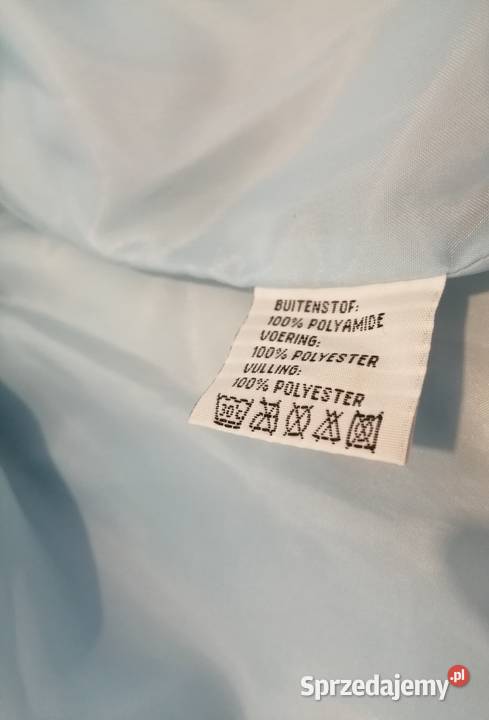 BUITENSTOF:
100% POLYAMIDE
VOERING:
100% POLYESTER
VULLING:
100% POLYESTER
30°C
Sprzedajemy.pl